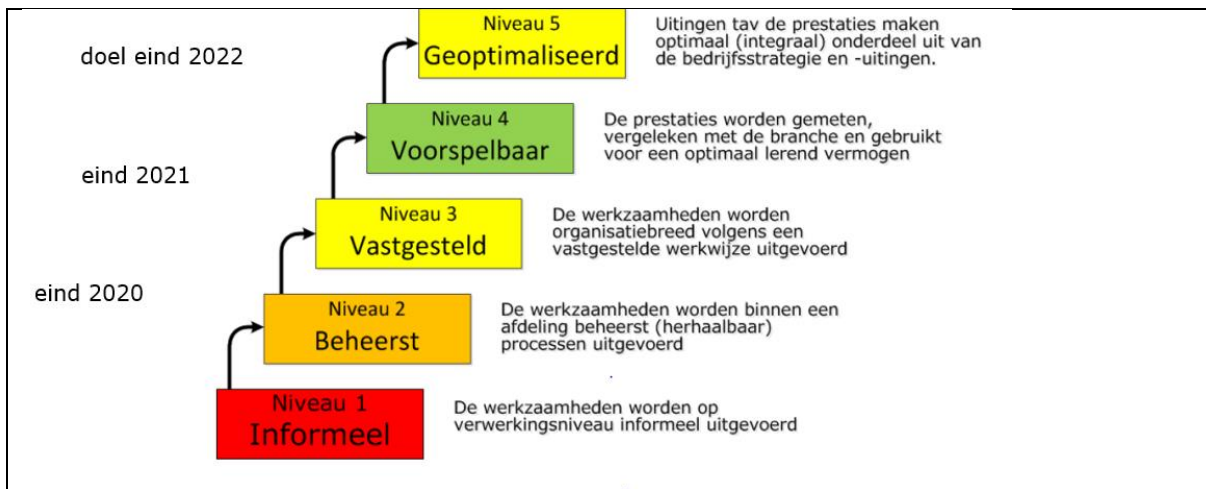 doel eind 2022
Niveau 5
Geoptimaliseerd
Uitingen tav de prestaties maken
optimaal (integraal) onderdeel uit van
de bedrijfsstrategie en -uitingen.
Niveau 4
Voorspelbaar
De prestaties worden gemeten,
vergeleken met de branche en gebruikt
voor een optimaal lerend vermogen
eind 2021
Niveau 3
Vastgesteld
De werkzaamheden worden
organisatiebreed volgens een
vastgestelde werkwijze uitgevoerd
eind 2020
Niveau 2
Beheerst
De werkzaamheden worden binnen een
afdeling beheerst (herhaalbaar)
processen uitgevoerd
Niveau 1
Informeel
De werkzaamheden worden op
verwerkingsniveau informeel uitgevoerd